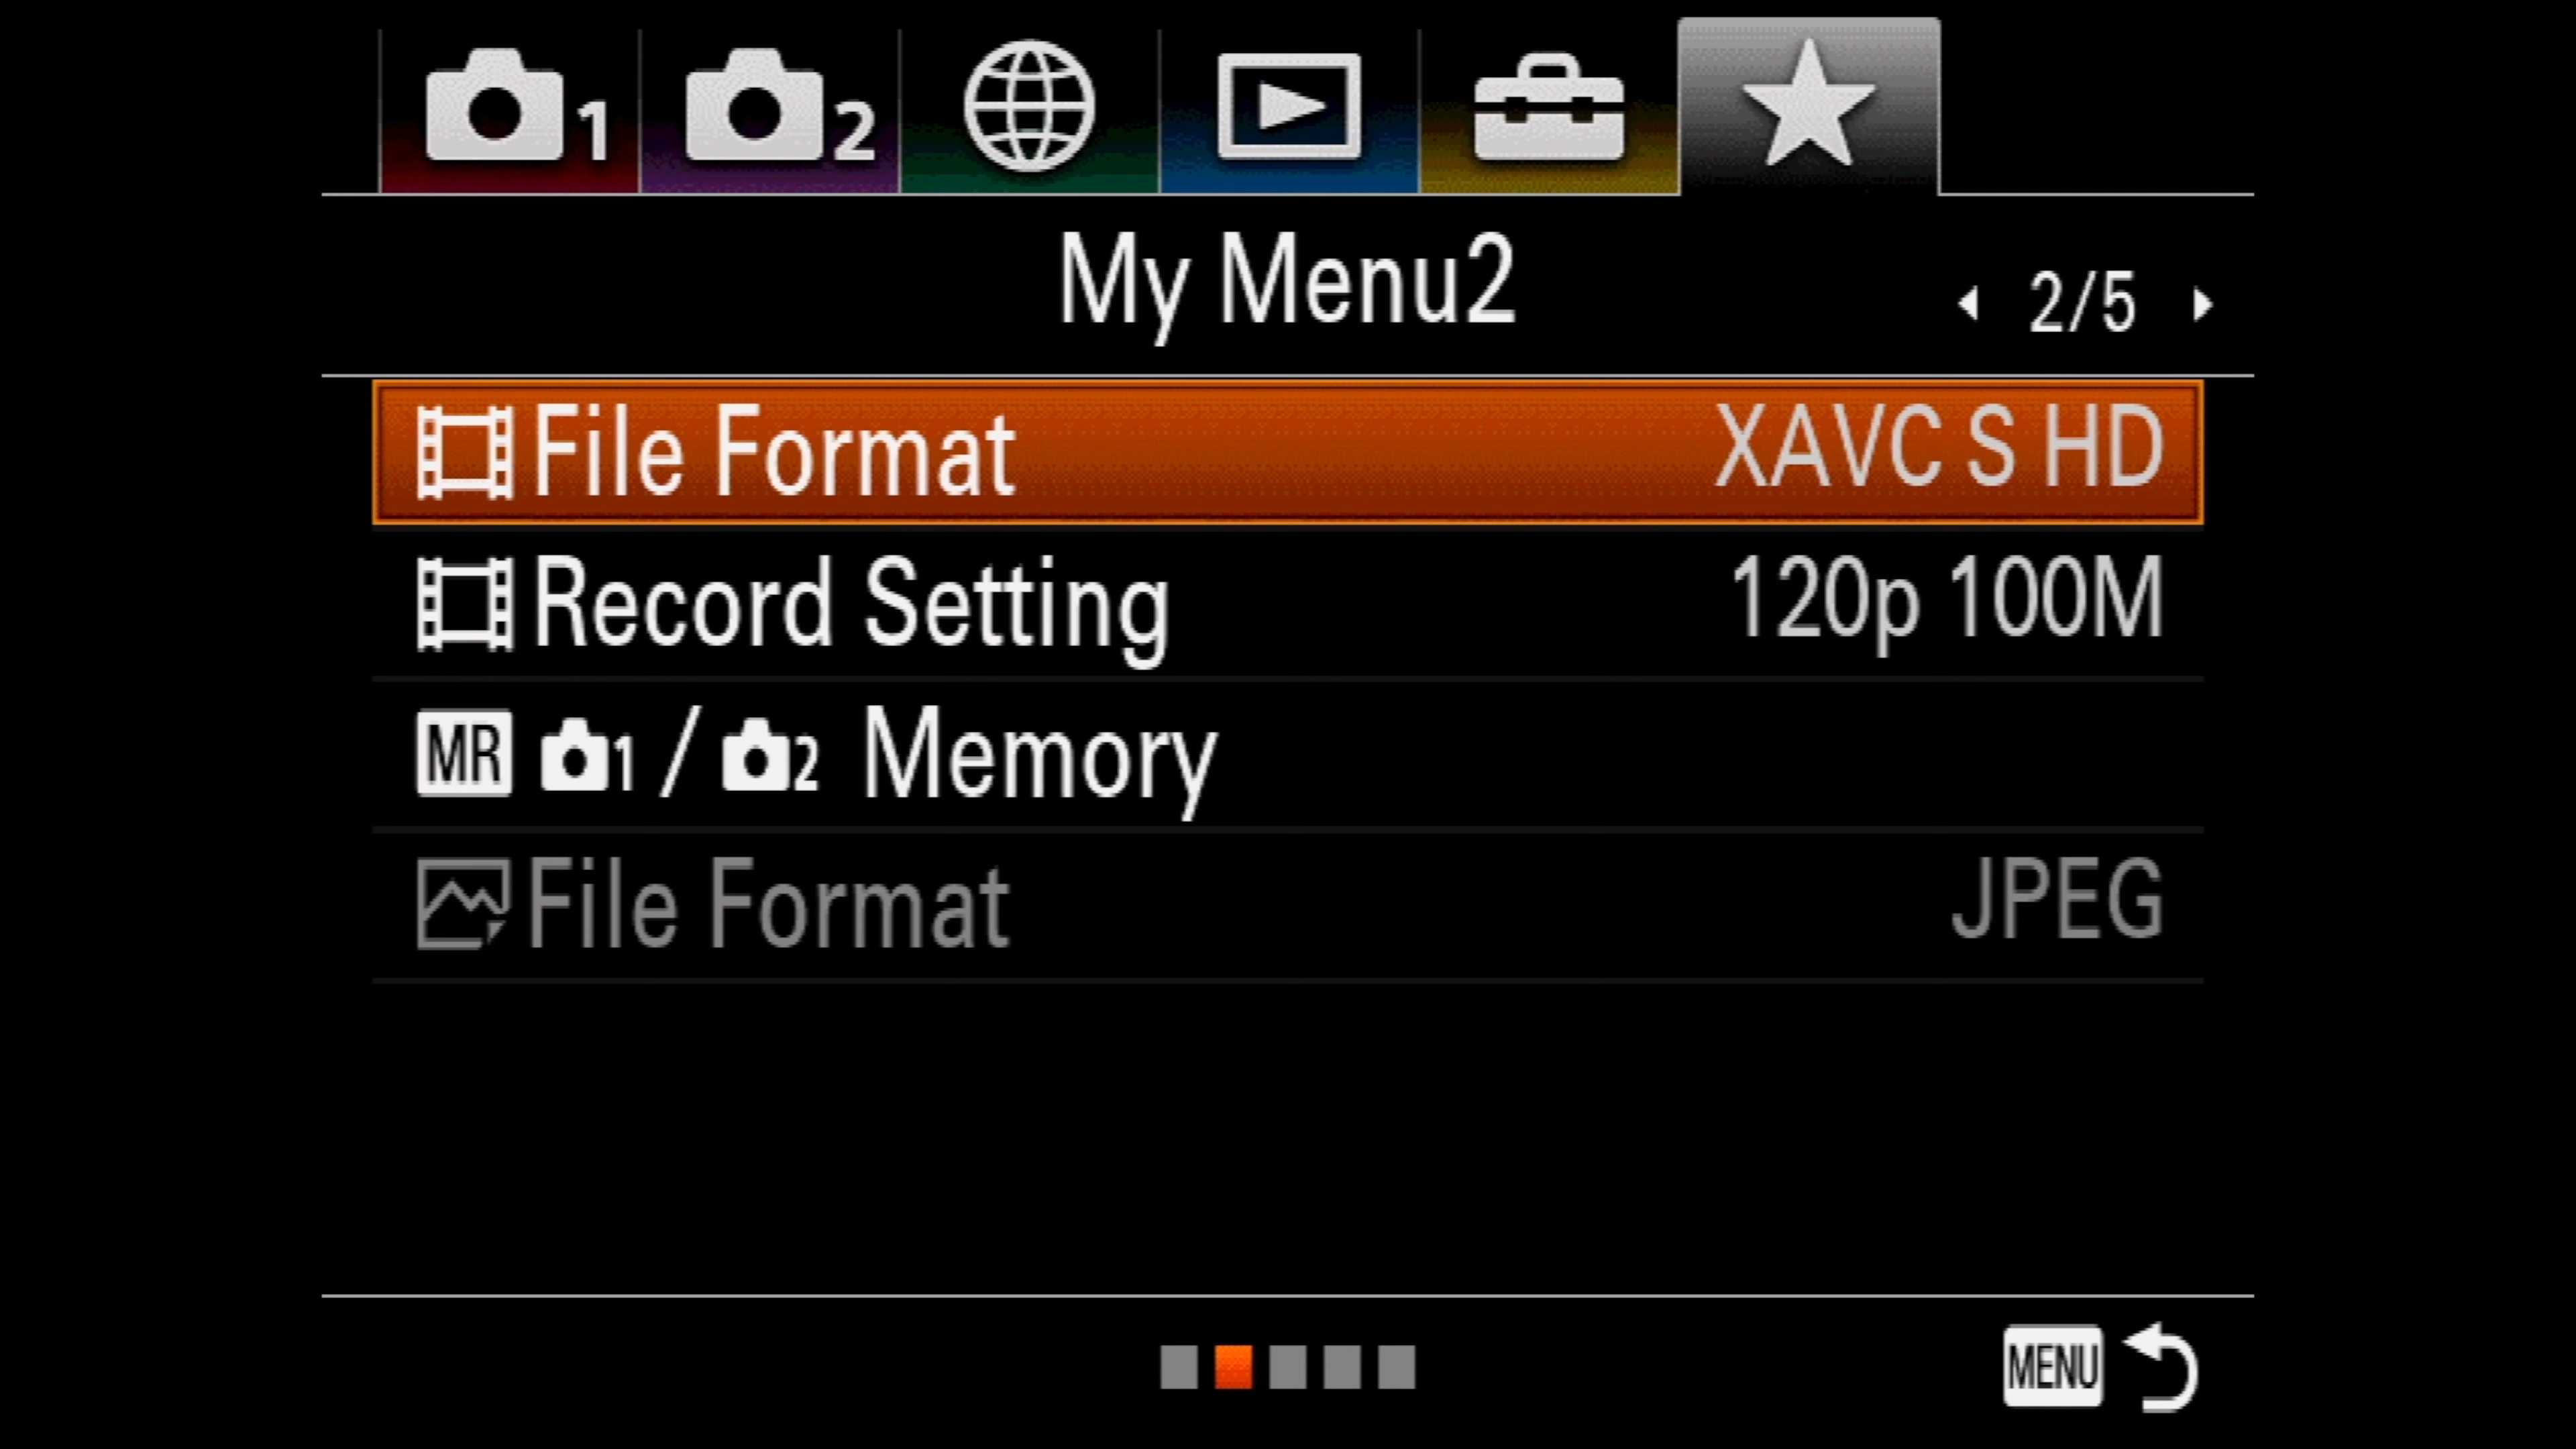 1 2
My Menu2
2/5
File Format XAVC S HD
Record Setting 120p 100M
MR 1 / 2 Memory
File Format JPEG
MENU